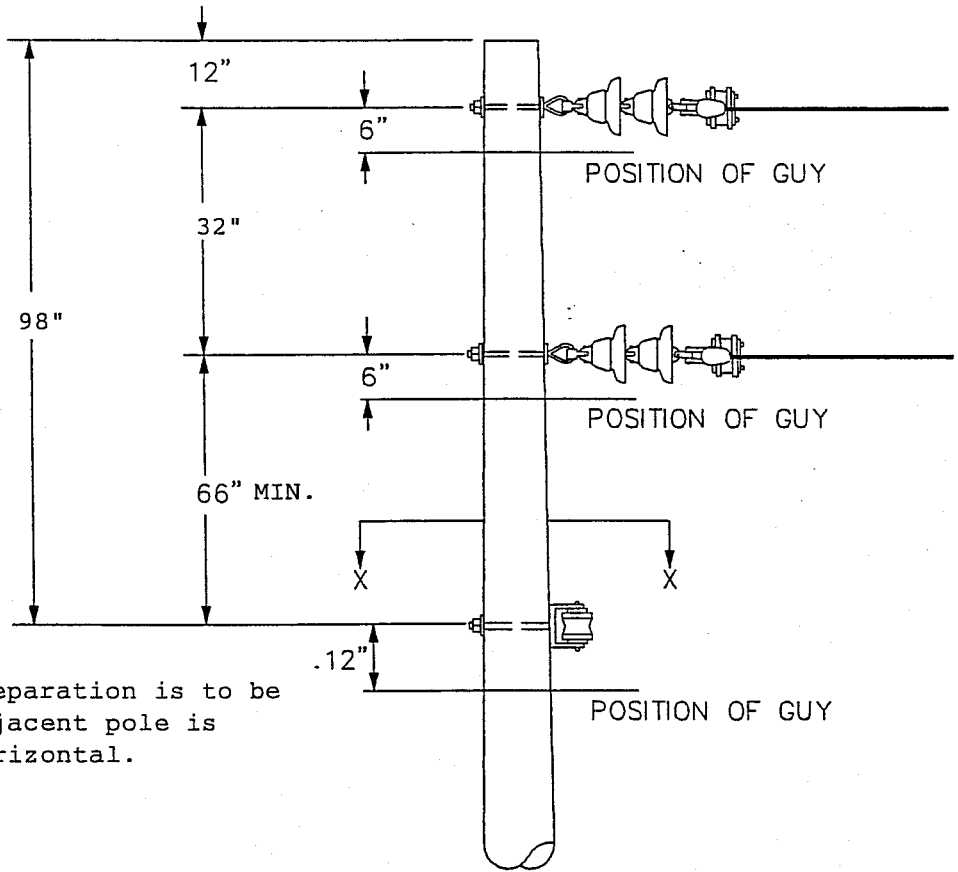 12"
6"
POSITION OF GUY
32"
98"
6"
POSITION OF GUY
66" MIN.
X X
.12"
POSITION OF GUY
eparation is to be
jacent pole is
rizontal.